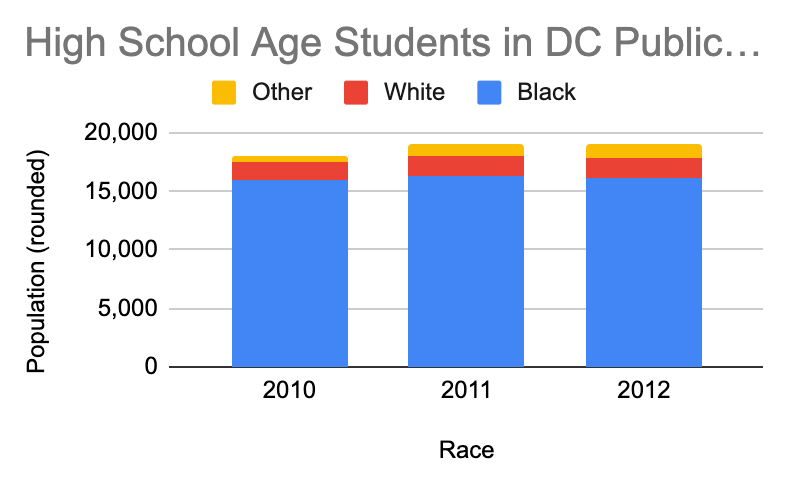 High School Age Students in DC Public…
Other White Black
Population (rounded)
20,000
15,000
10,000
5,000
0
2010 2011 2012
Race